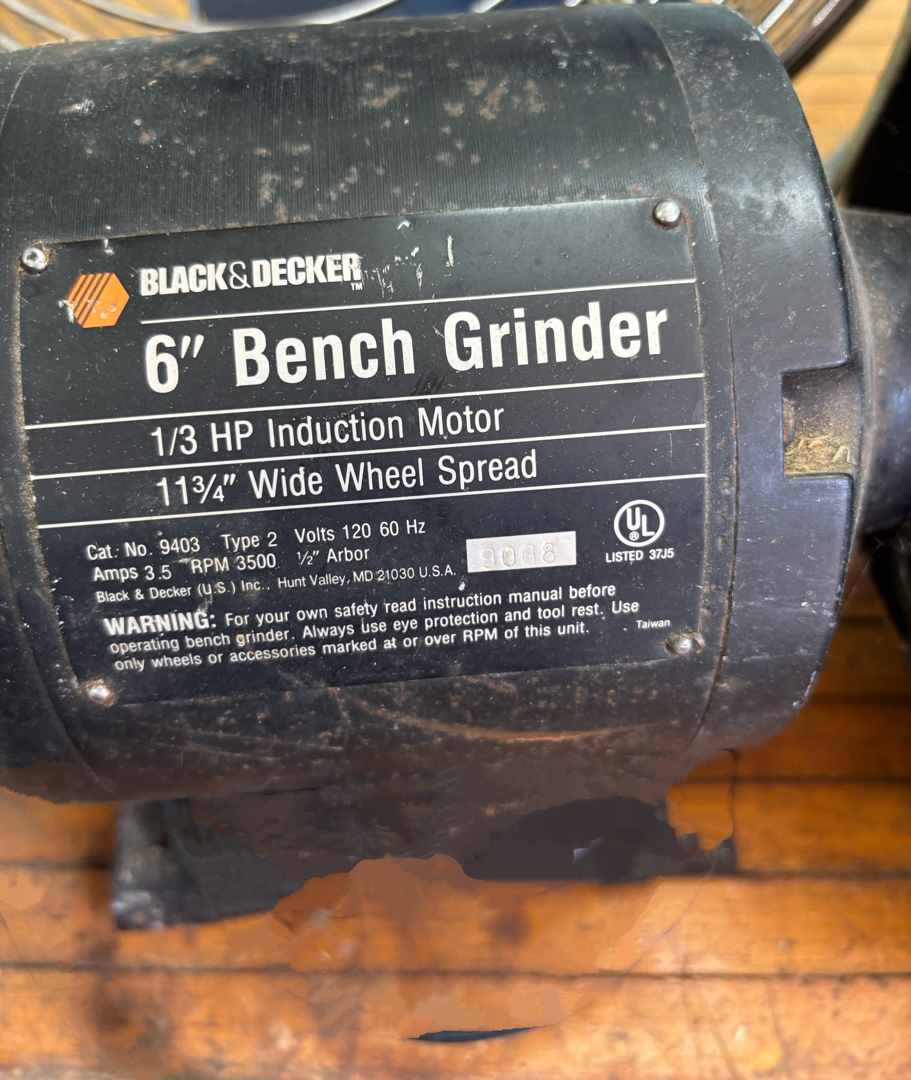 BLACK&DECKER
TM
6" Bench Grinder
1/3 HP Induction Motor
11¾" Wide Wheel Spread
Cat. No. 9403 Type 2 Volts 120 60 Hz
Amps 3.5 RPM 3500 ½" Arbor
Black & Decker (U.S.) Inc., Hunt Valley, MD 21030 U.S.A.
UL
LISTED 37J5
WARNING: For your own safety read instruction manual before
operating bench grinder. Always use eye protection and tool rest. Use
only wheels or accessories marked at or over RPM of this unit.
Taiwan